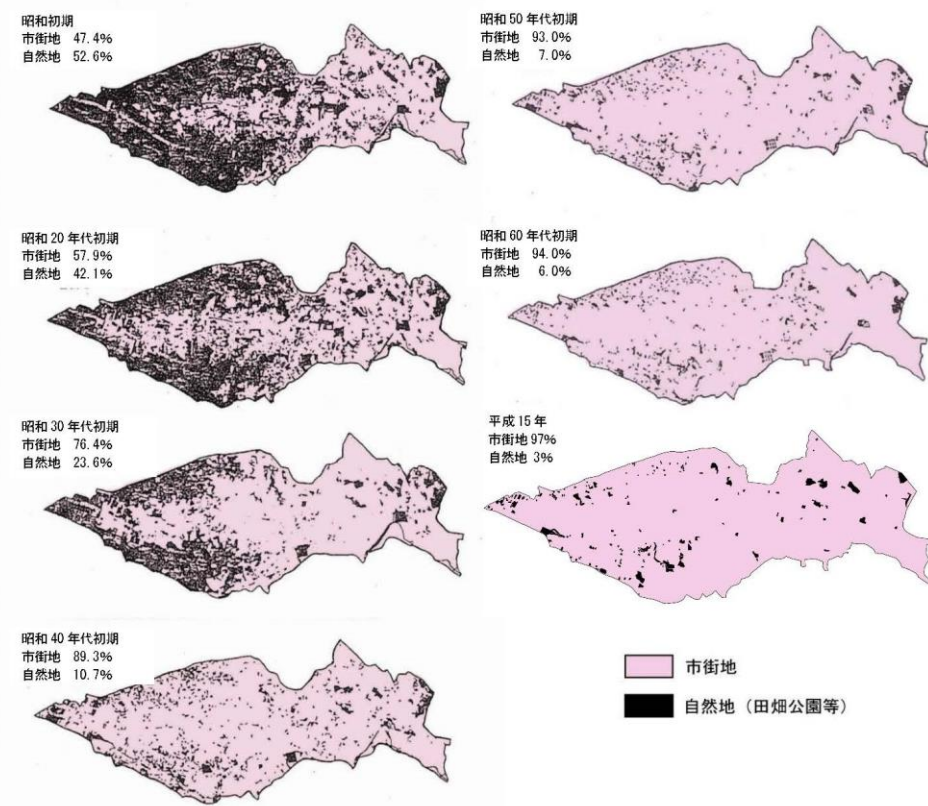 昭和初期
市街地 47.4%
自然地 52.6%
昭和20年代初期
市街地 57.9%
自然地 42.1%
昭和30年代初期
市街地 76.4%
自然地 23.6%
昭和40年代初期
市街地 89.3%
自然地 10.7%
昭和50年代初期
市街地 93.0%
自然地 7.0%
昭和60年代初期
市街地 94.0%
自然地 6.0%
平成15年
市街地 97%
自然地 3%
市街地
自然地(田畑公園等)